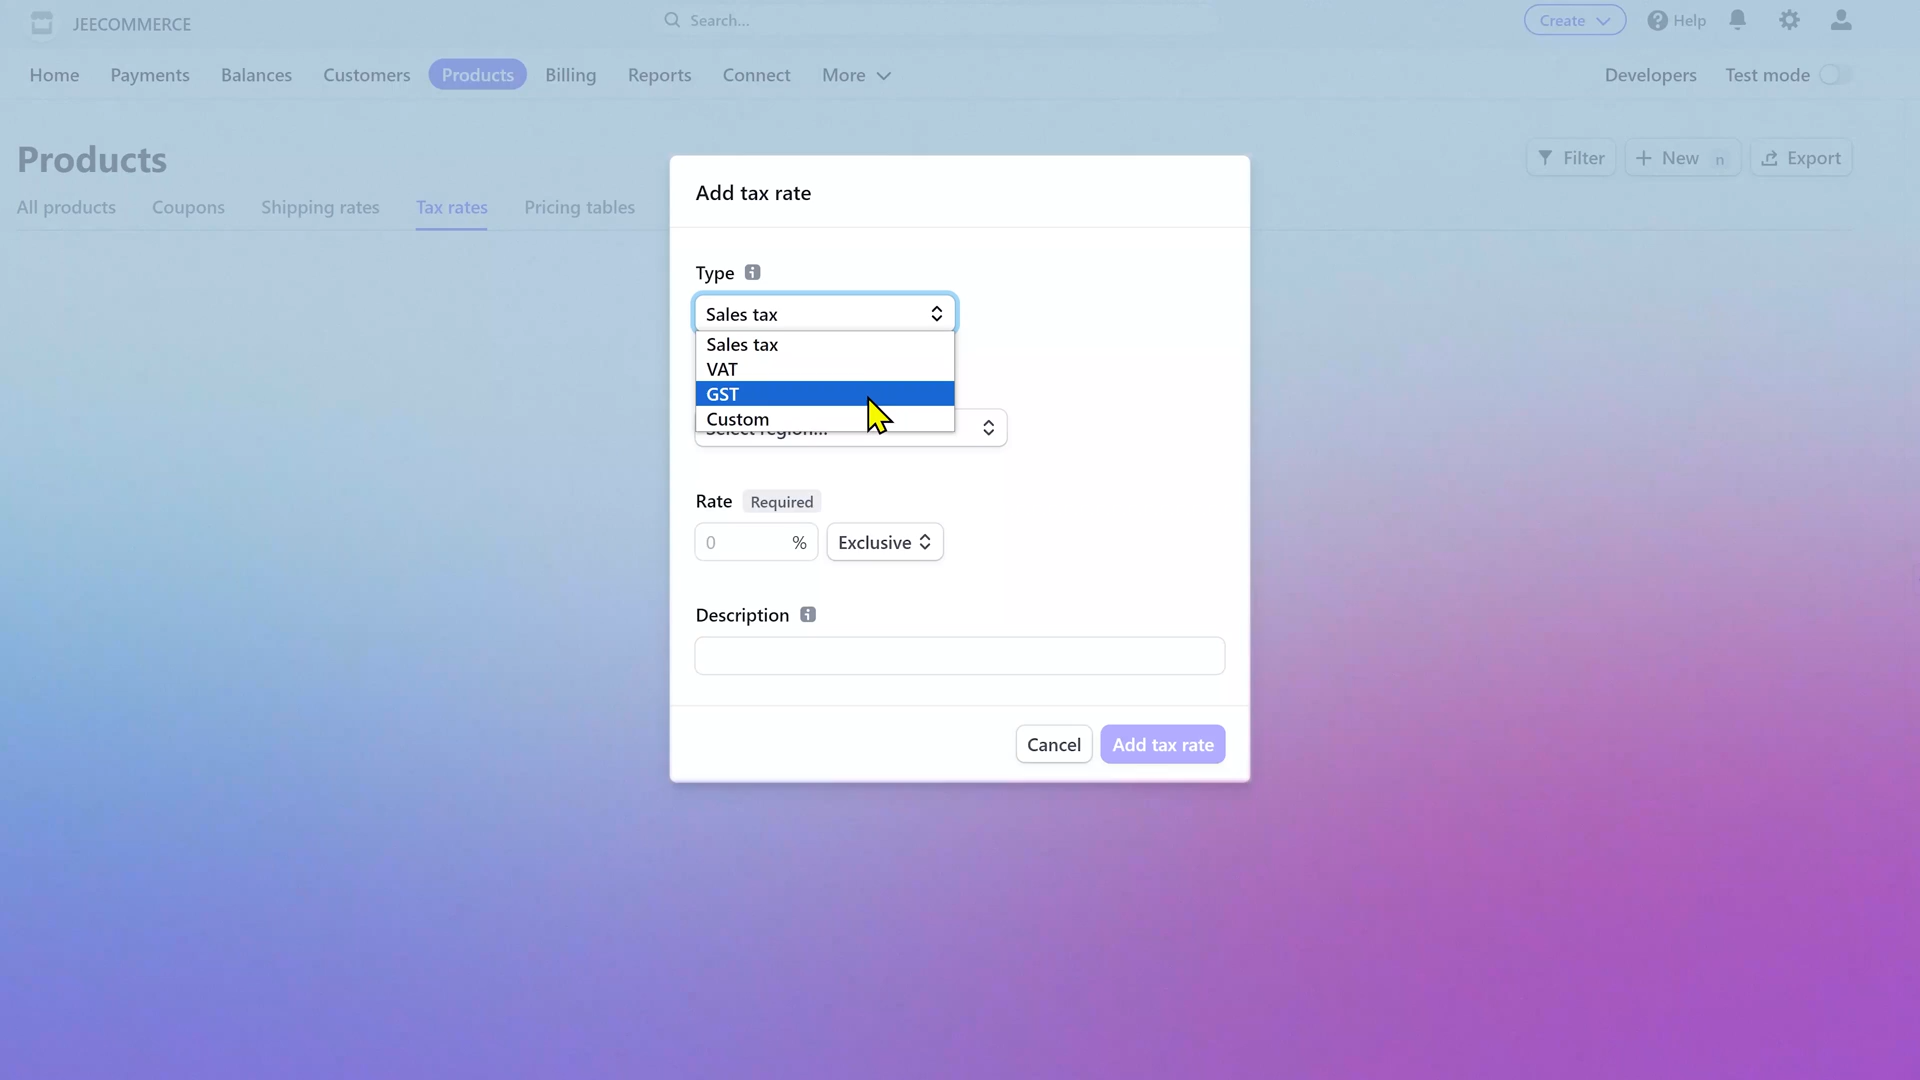 JEECOMMERCE
Search...
Create
Help
Home
Payments
Balances
Customers
Products
Billing
Reports
Connect
More
Developers
Test mode
Products
Filter
New n
Export
All products
Coupons
Shipping rates
Tax rates
Pricing tables
Add tax rate
Type
Sales tax
Sales tax
VAT
GST
Custom
Select region...
Rate Required
0 %
Exclusive
Description
Cancel
Add tax rate